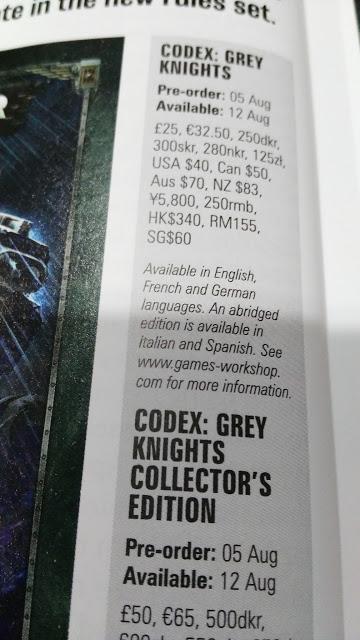 te in the new rules set.
R
CODEX: GREY
KNIGHTS
Pre-order: 05 Aug
Available: 12 Aug
£25, €32.50, 250dkr,
300skr, 280nkr, 125zł,
USA $40, Can $50,
Aus $70, NZ $83,
¥5,800, 250rmb,
HK$340, RM155,
SG$60
Available in English,
French and German
languages. An abridged
edition is available in
Italian and Spanish. See
www.games-workshop.
com for more information.
CODEX: GREY
KNIGHTS
COLLECTOR'S
EDITION
Pre-order: 05 Aug
Available: 12 Aug
£50, €65, 500dkr,